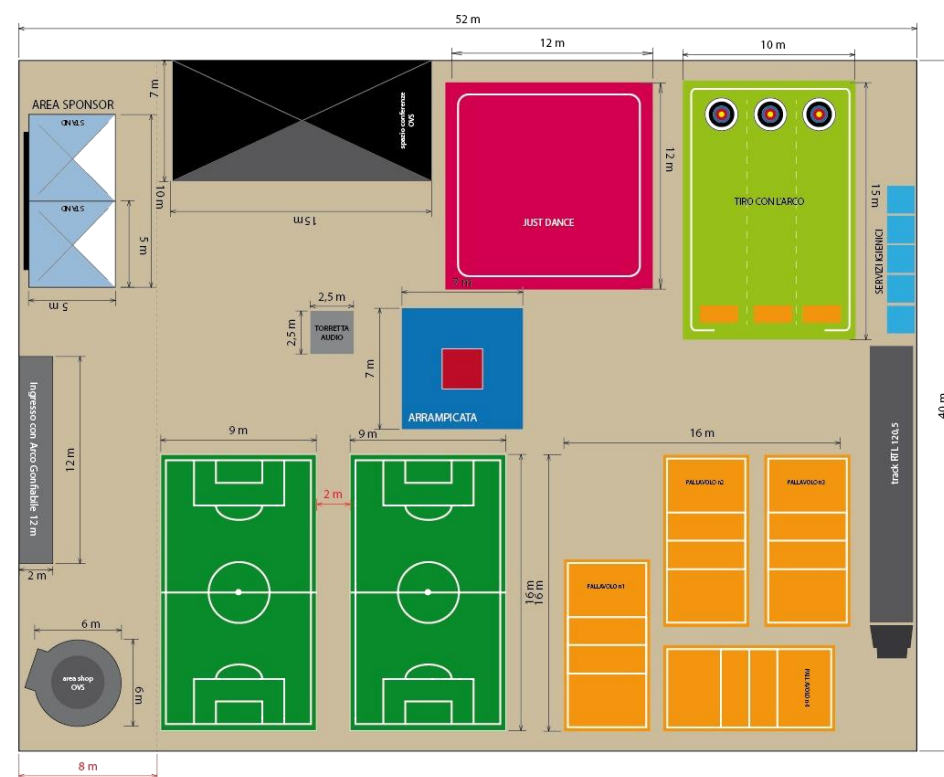 52 m
12 m
10 m
7 m
AREA SPONSOR
STAND
STAND
spazio conferenze
OVS
10 m
15 m
5 m
5 m
JUST DANCE
12 m
TIRO CON L'ARCO
15 m
SERVIZI IGIENICI
2,5 m
2,5 m
TORRETTA
AUDIO
7 m
7 m
ARRAMPICATA
40 m
Ingresso con Arco Gonfiabile 12 m
12 m
2 m
9 m
9 m
2 m
16 m
16 m
16 m
PALLAVOLO n2
PALLAVOLO n3
PALLAVOLO n1
PALLAVOLO n4
track RTL 120,5
6 m
area shop
OVS
6 m
8 m